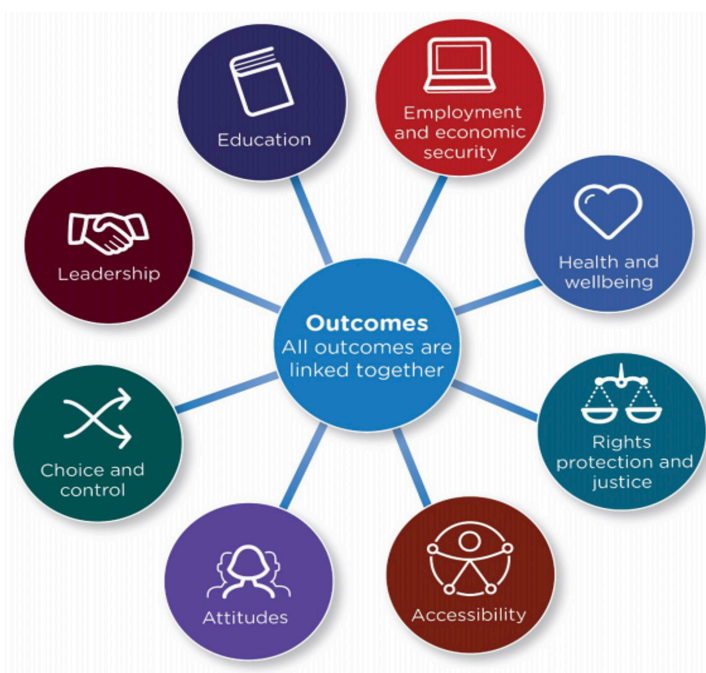 Education
Employment
and economic
security
Health and
wellbeing
Rights
protection and
justice
Accessibility
Attitudes
Choice and
control
Leadership
Outcomes
All outcomes are
linked together